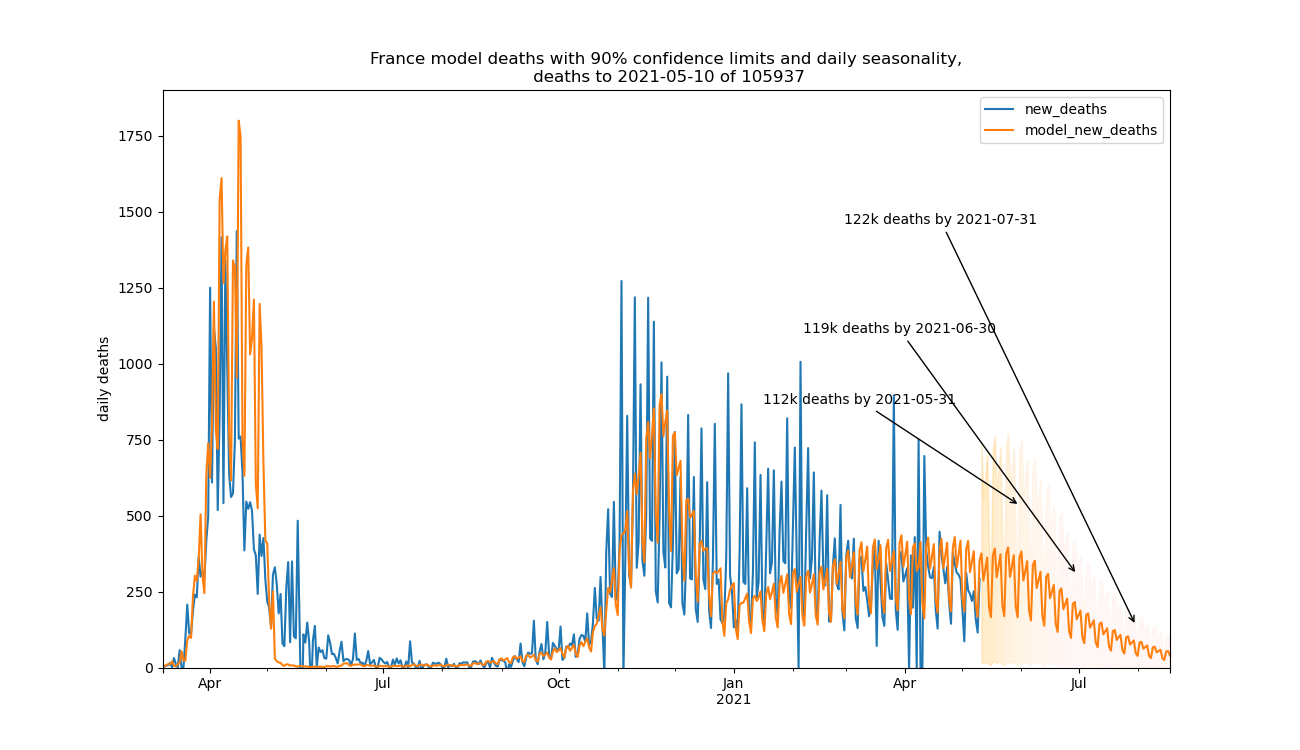 France model deaths with 90% confidence limits and daily seasonality,
deaths to 2021-05-10 of 105937
new_deaths
model_new_deaths
1750
1500
1250
1000
750
500
250
0
daily deaths
122k deaths by 2021-07-31
119k deaths by 2021-06-30
112k deaths by 2021-05-31
Apr
Jul
Oct
Jan
2021
Apr
Jul